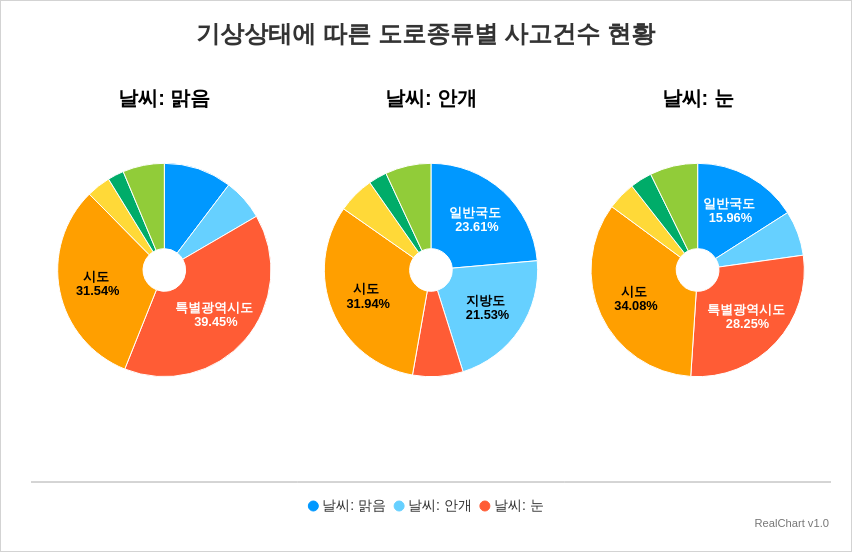 기상상태에 따른 도로종류별 사고건수 현황
날씨: 맑음
날씨: 안개
날씨: 눈
시도
31.54%
특별광역시도
39.45%
일반국도
23.61%
지방도
21.53%
시도
31.94%
일반국도
15.96%
특별광역시도
28.25%
시도
34.08%
날씨: 맑음 날씨: 안개 날씨: 눈
RealChart v1.0